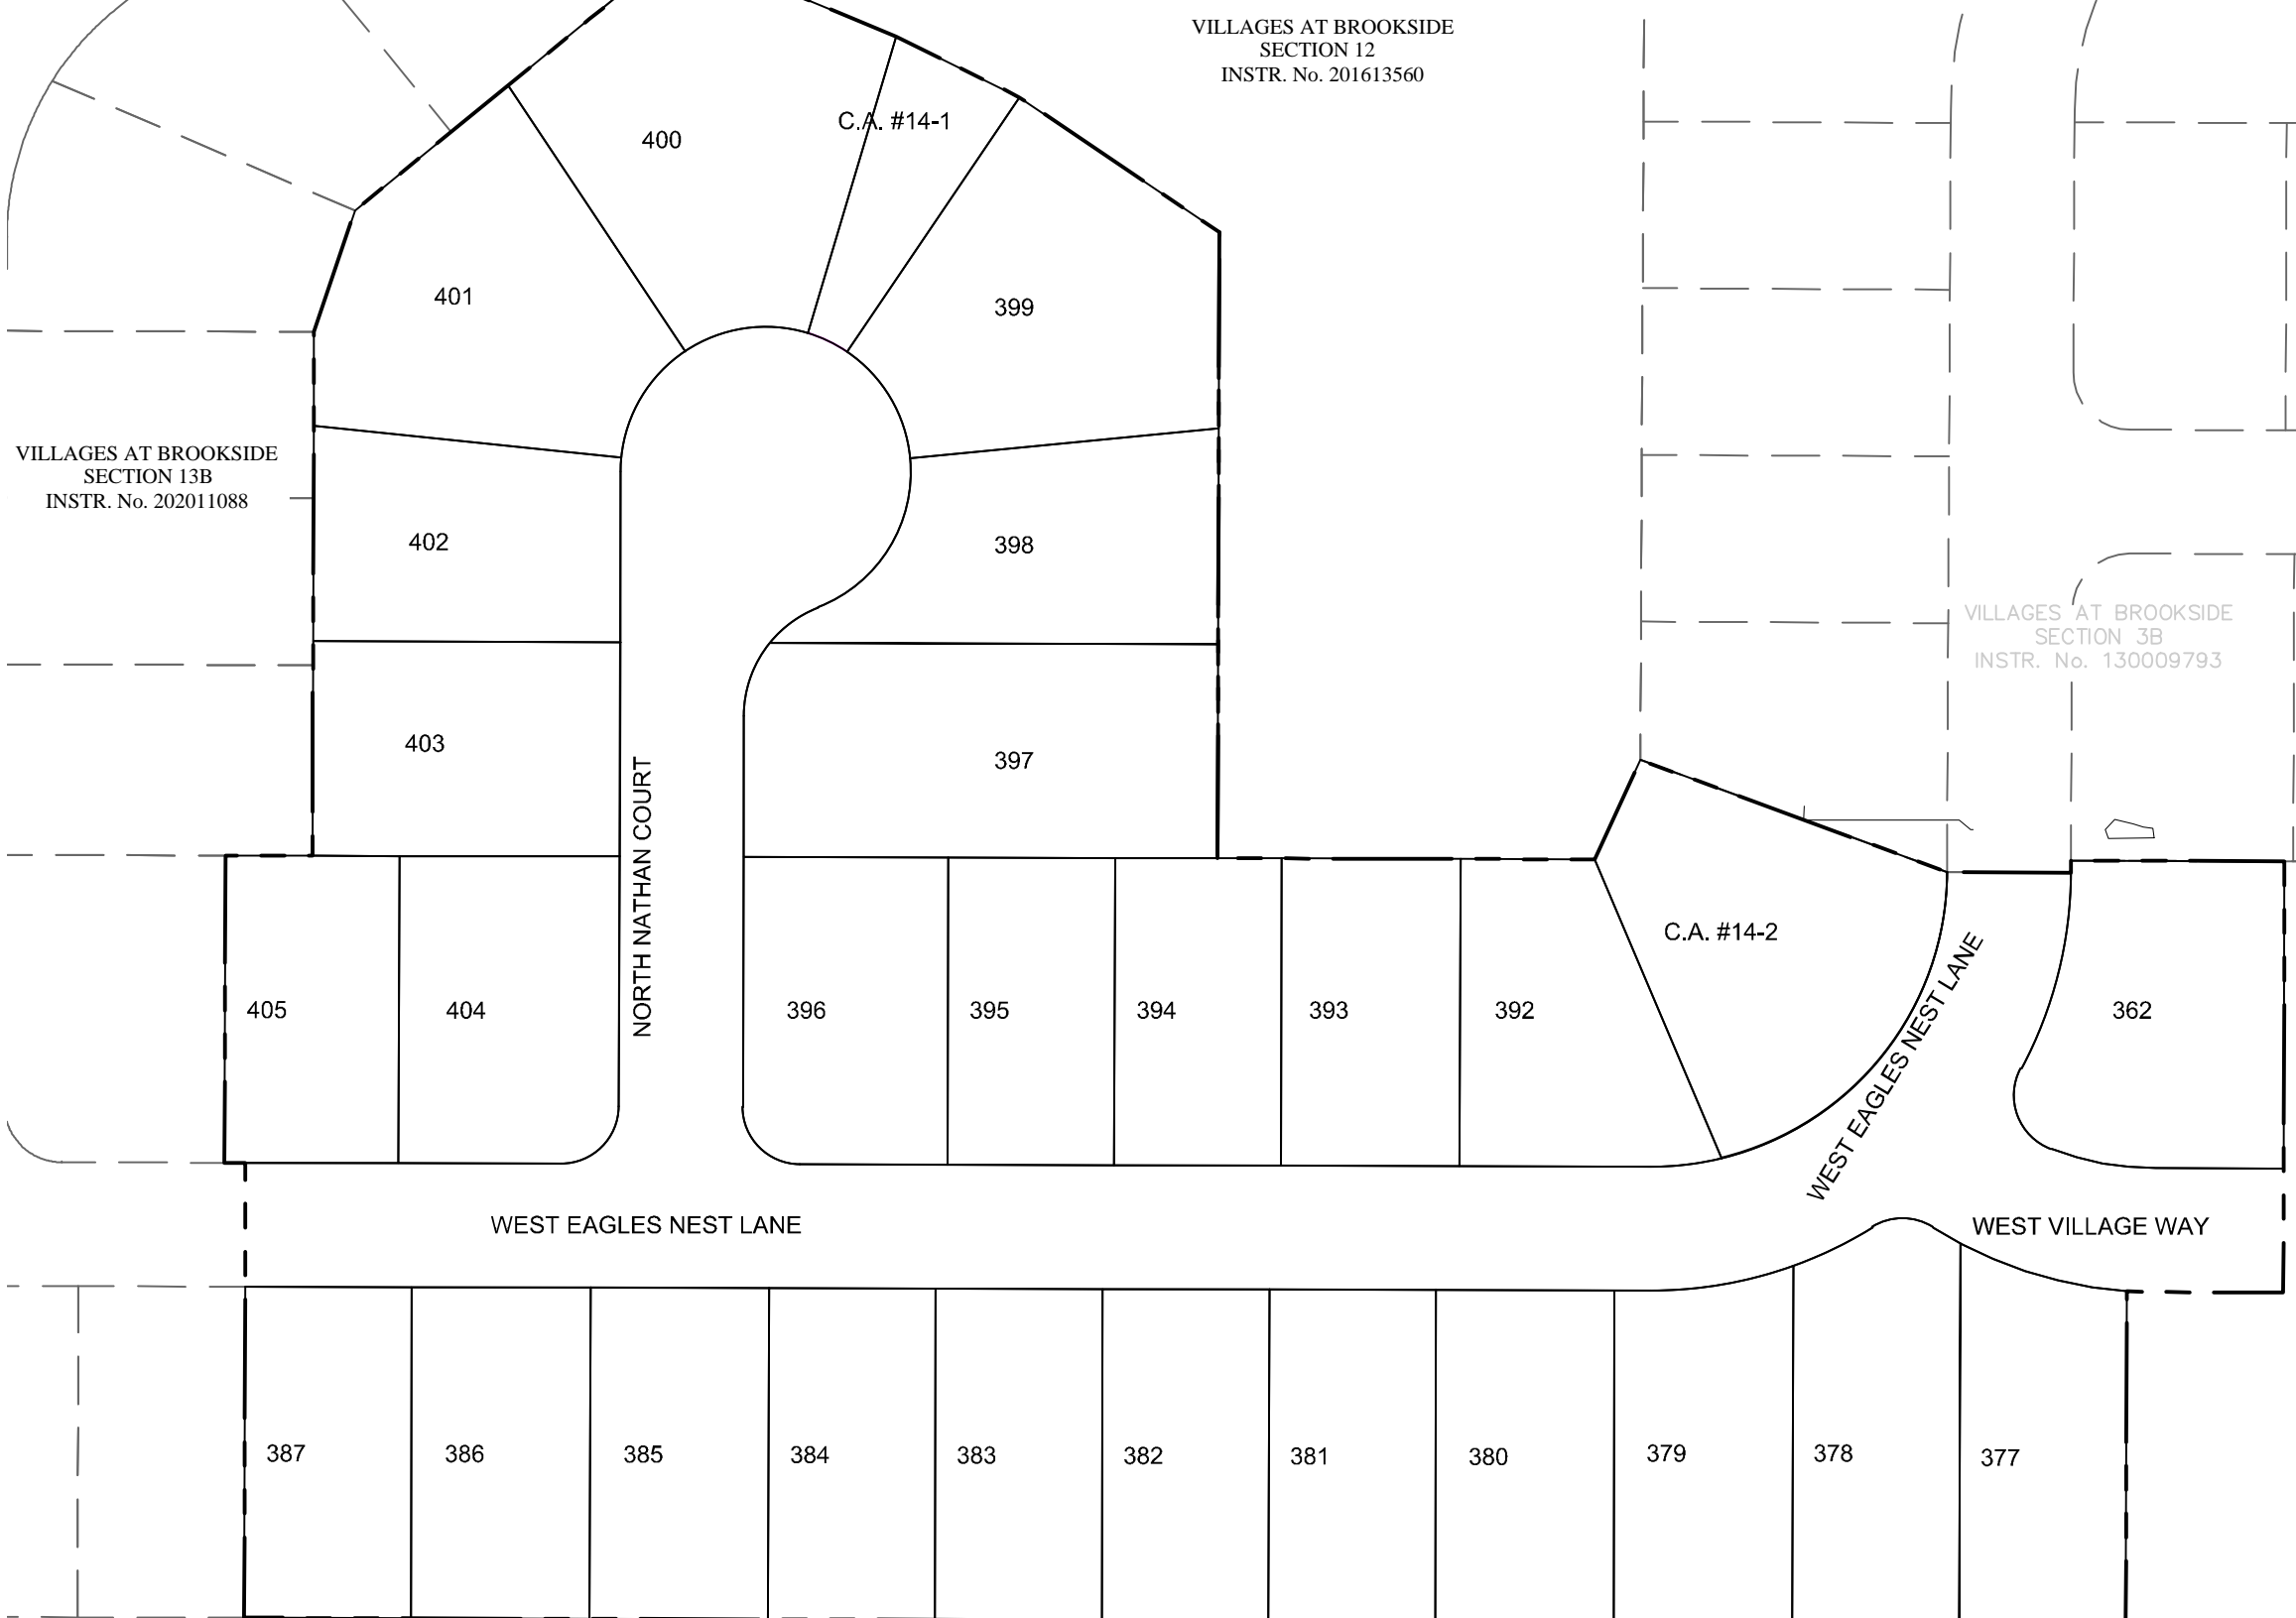 VILLAGES AT BROOKSIDE
SECTION 12
INSTR. No. 201613560
C.A. #14-1
400
401
399
VILLAGES AT BROOKSIDE
SECTION 13B
INSTR. No. 202011088
402
398
VILLAGES AT BROOKSIDE
SECTION 3B
INSTR. No. 130009793
403
397
NORTH NATHAN COURT
C.A. #14-2
WEST EAGLES NEST LANE
405
404
396
395
394
393
392
362
WEST EAGLES NEST LANE
WEST VILLAGE WAY
387
386
385
384
383
382
381
380
379
378
377